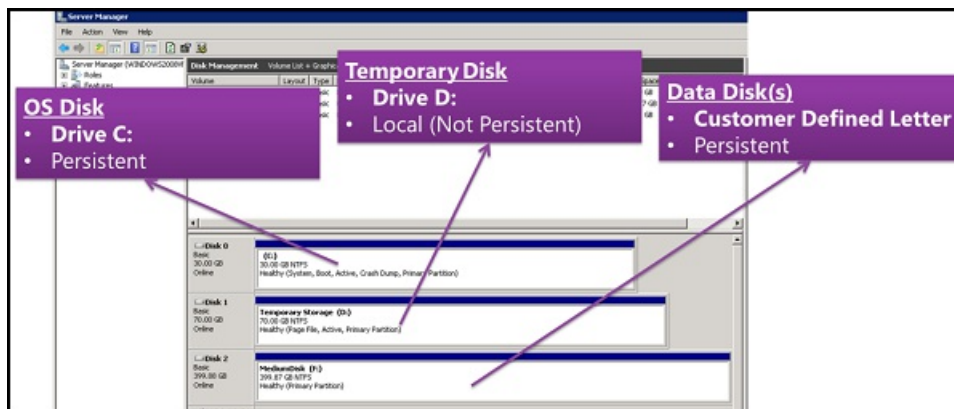 Server Manager
File Action View Help
Server Manager (WINDOWS2008
Roles
Features
Disk Management Volume List + Graphic
Volume Layout Type
OS Disk
• Drive C:
• Persistent
Temporary Disk
• Drive D:
• Local (Not Persistent)
Data Disk(s)
• Customer Defined Letter
• Persistent
Disk 0
Basic
30.00 GB
Online
(C:)
30.00 GB NTFS
Healthy (System, Boot, Active, Crash Dump, Primary Partition)
Disk 1
Basic
70.00 GB
Online
Temporary Storage (D:)
70.00 GB NTFS
Healthy (Page File, Active, Primary Partition)
Disk 2
Basic
399.88 GB
Online
MediumDisk (F:)
399.87 GB NTFS
Healthy (Primary Partition)